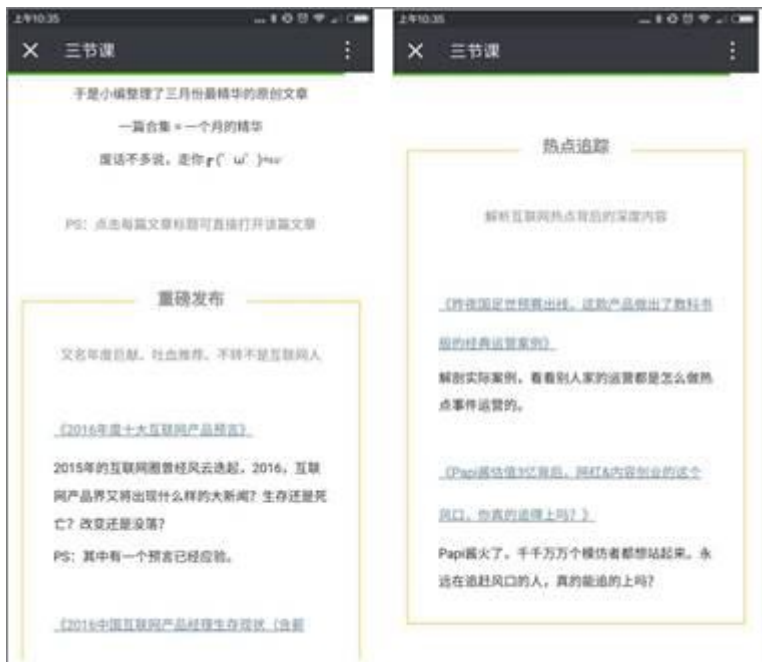 上午10:35
三节课
于是小编整理了三月份最精华的原创文章
一篇合集 = 一个月的精华
废话不多说，走你
PS：点击每篇文章标题可直接打开该篇文章
重磅发布
又名年度巨献、吐血推荐、不转不是互联网人
《2016年度十大互联网产品预言》
2015年的互联网圈曾经风云迭起，2016，互联
网产品界又将出现什么样的大新闻？生存还是死
亡？改变还是没落？
PS：其中有一个预言已经应验。
《2016中国互联网产品经理生存现状（含薪
上午10:35
三节课
热点追踪
解析互联网热点背后的深度内容
《昨夜国足世预赛出线，这款产品做出了教科书
级的经典运营案例》
解剖实际案例，看看别人家的运营都是怎么做热
点事件运营的。
《Papi酱估值3亿背后，网红&内容创业的这个
风口，你真的追得上吗？》
Papi酱火了，千千万万个模仿者都想站起来。永
远在追赶风口的人，真的能追的上吗？